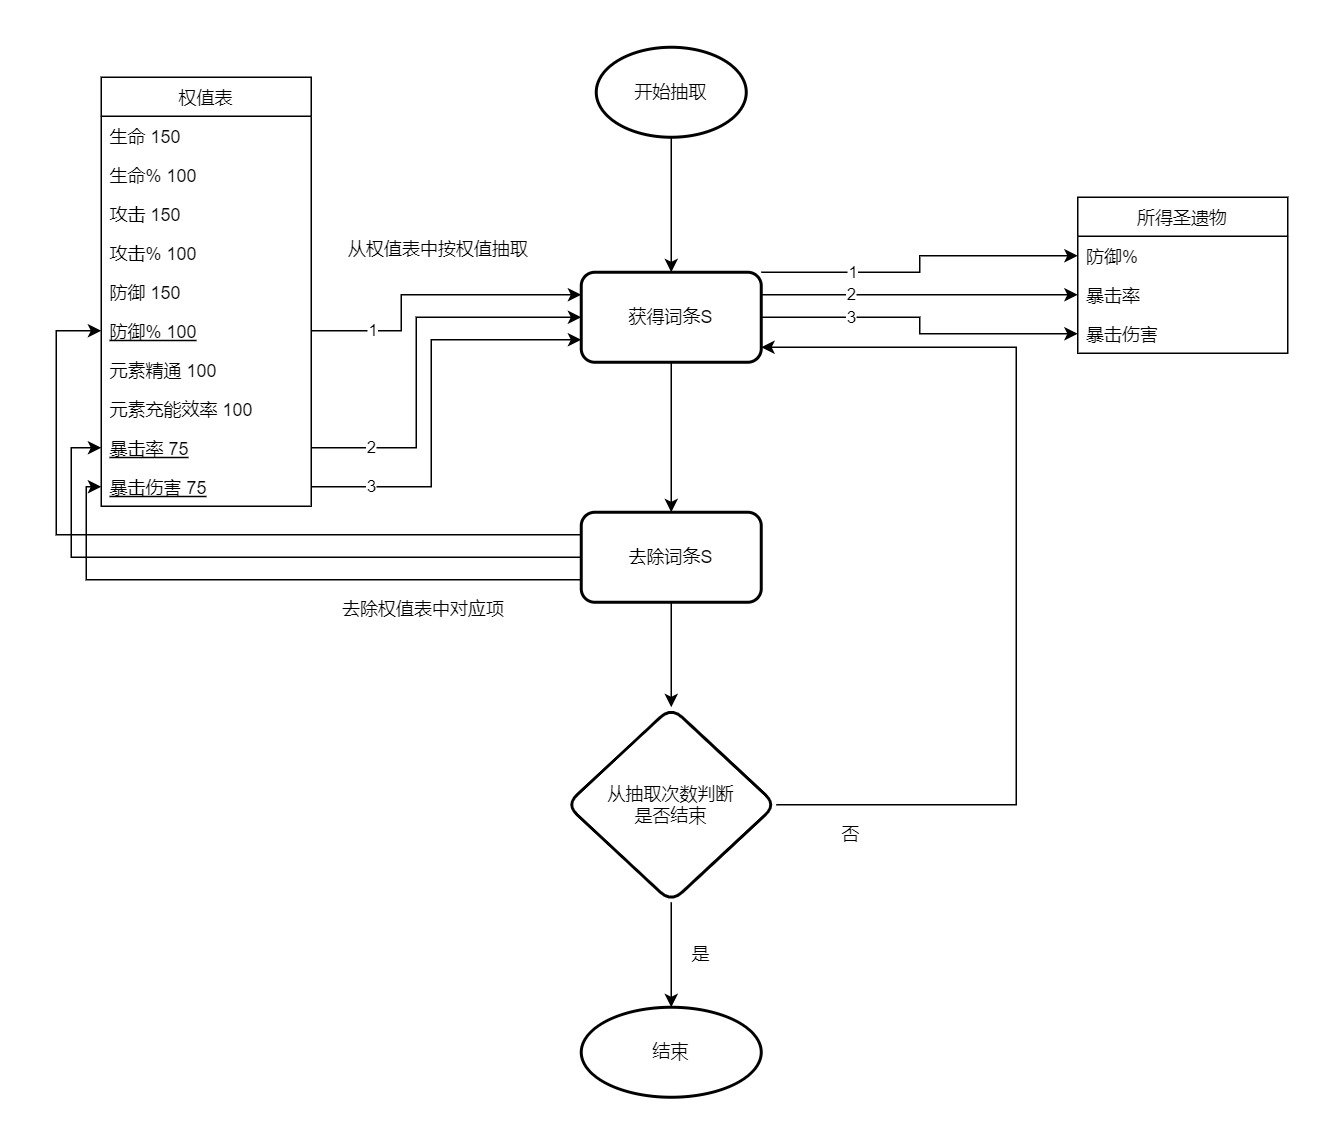 开始抽取
权值表
生命 150
生命% 100
攻击 150
攻击% 100
防御 150
防御% 100
元素精通 100
元素充能效率 100
暴击率 75
暴击伤害 75
从权值表中按权值抽取
1
2
3
获得词条S
1
2
3
所得圣遗物
防御%
暴击率
暴击伤害
去除词条S
去除权值表中对应项
从抽取次数判断
是否结束
否
是
结束